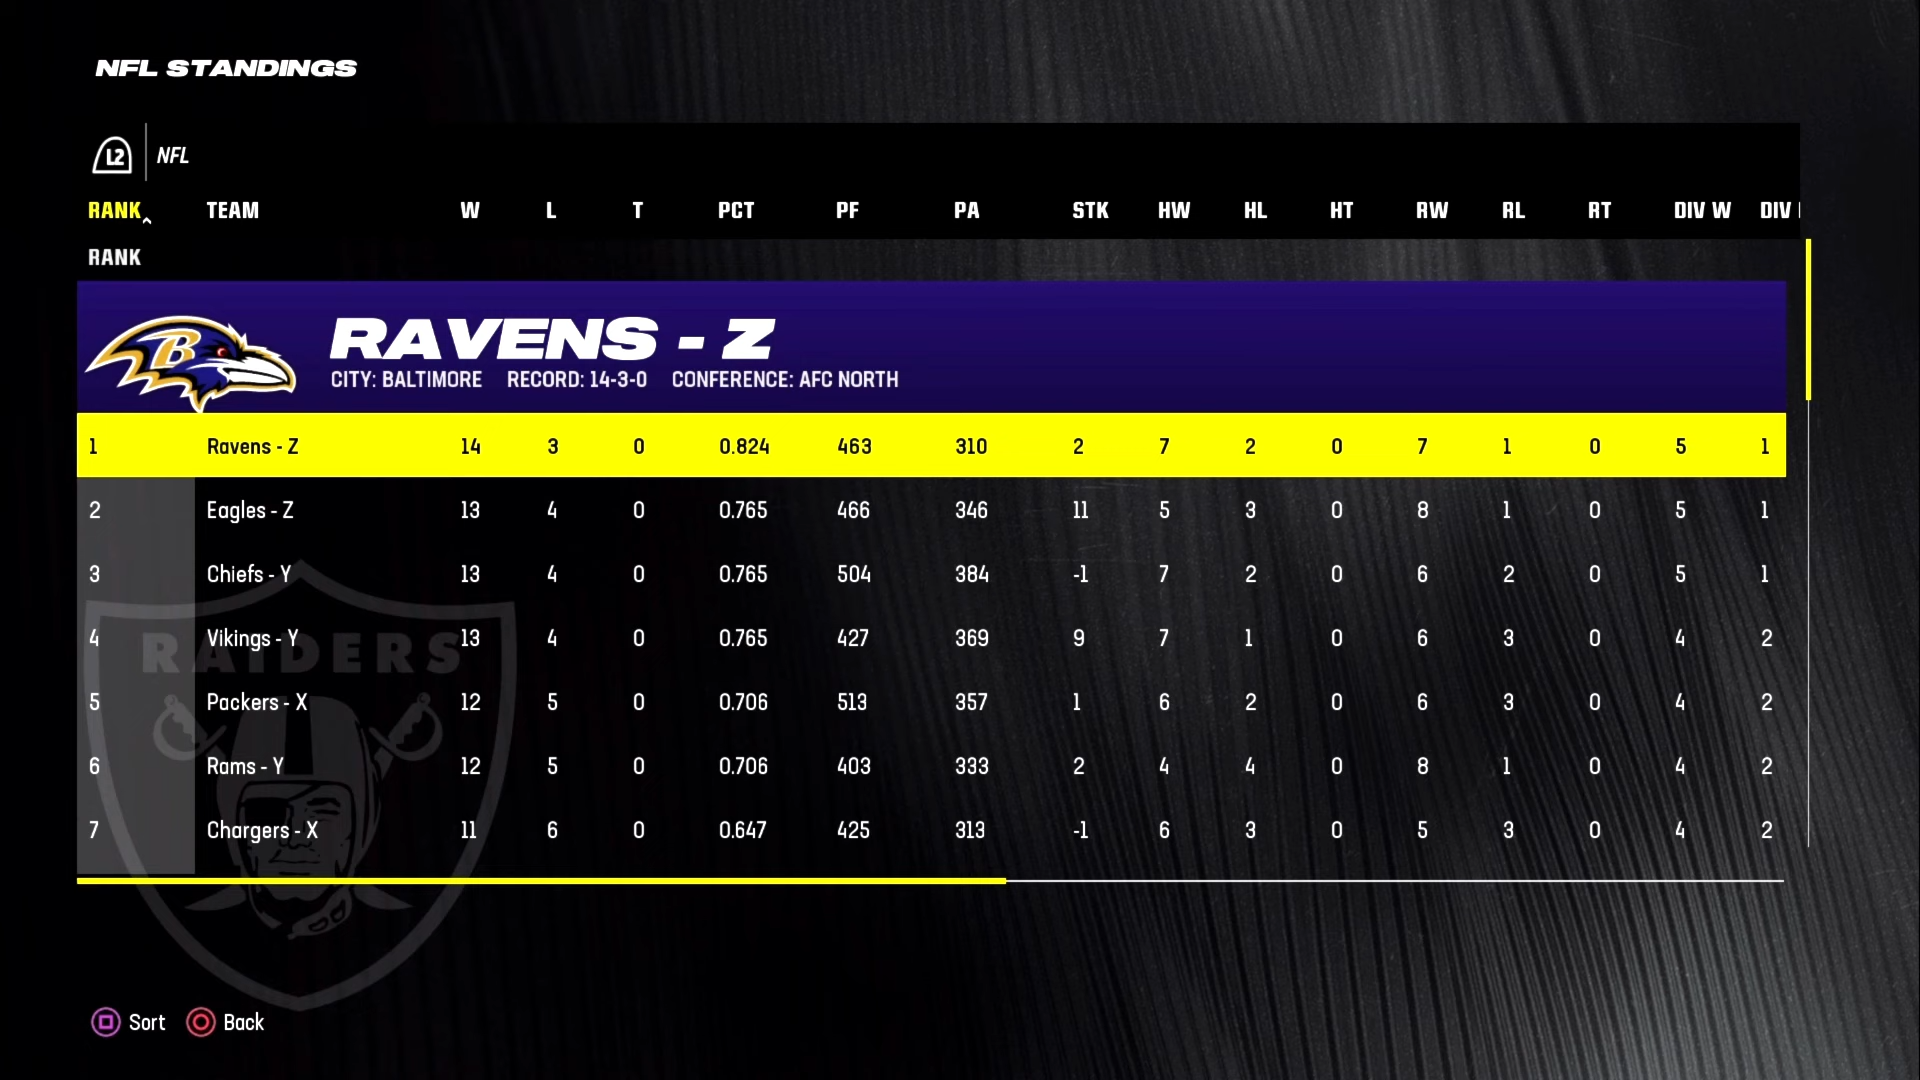 NFL STANDINGS
L2 NFL
RANK TEAM W L T PCT PF PA STK HW HL HT RW RL RT DIV W DIV
RANK
RAVENS - Z
CITY: BALTIMORE RECORD: 14-3-0 CONFERENCE: AFC NORTH
1 Ravens - Z 14 3 0 0.824 463 310 2 7 2 0 7 1 0 5 1
2 Eagles - Z 13 4 0 0.765 466 346 11 5 3 0 8 1 0 5 1
3 Chiefs - Y 13 4 0 0.765 504 384 -1 7 2 0 6 2 0 5 1
4 Vikings - Y 13 4 0 0.765 427 369 9 7 1 0 6 3 0 4 2
RAIDERS
5 Packers - X 12 5 0 0.706 513 357 1 6 2 0 6 3 0 4 2
6 Rams - Y 12 5 0 0.706 403 333 2 4 4 0 8 1 0 4 2
7 Chargers - X 11 6 0 0.647 425 313 -1 6 3 0 5 3 0 4 2
Sort Back